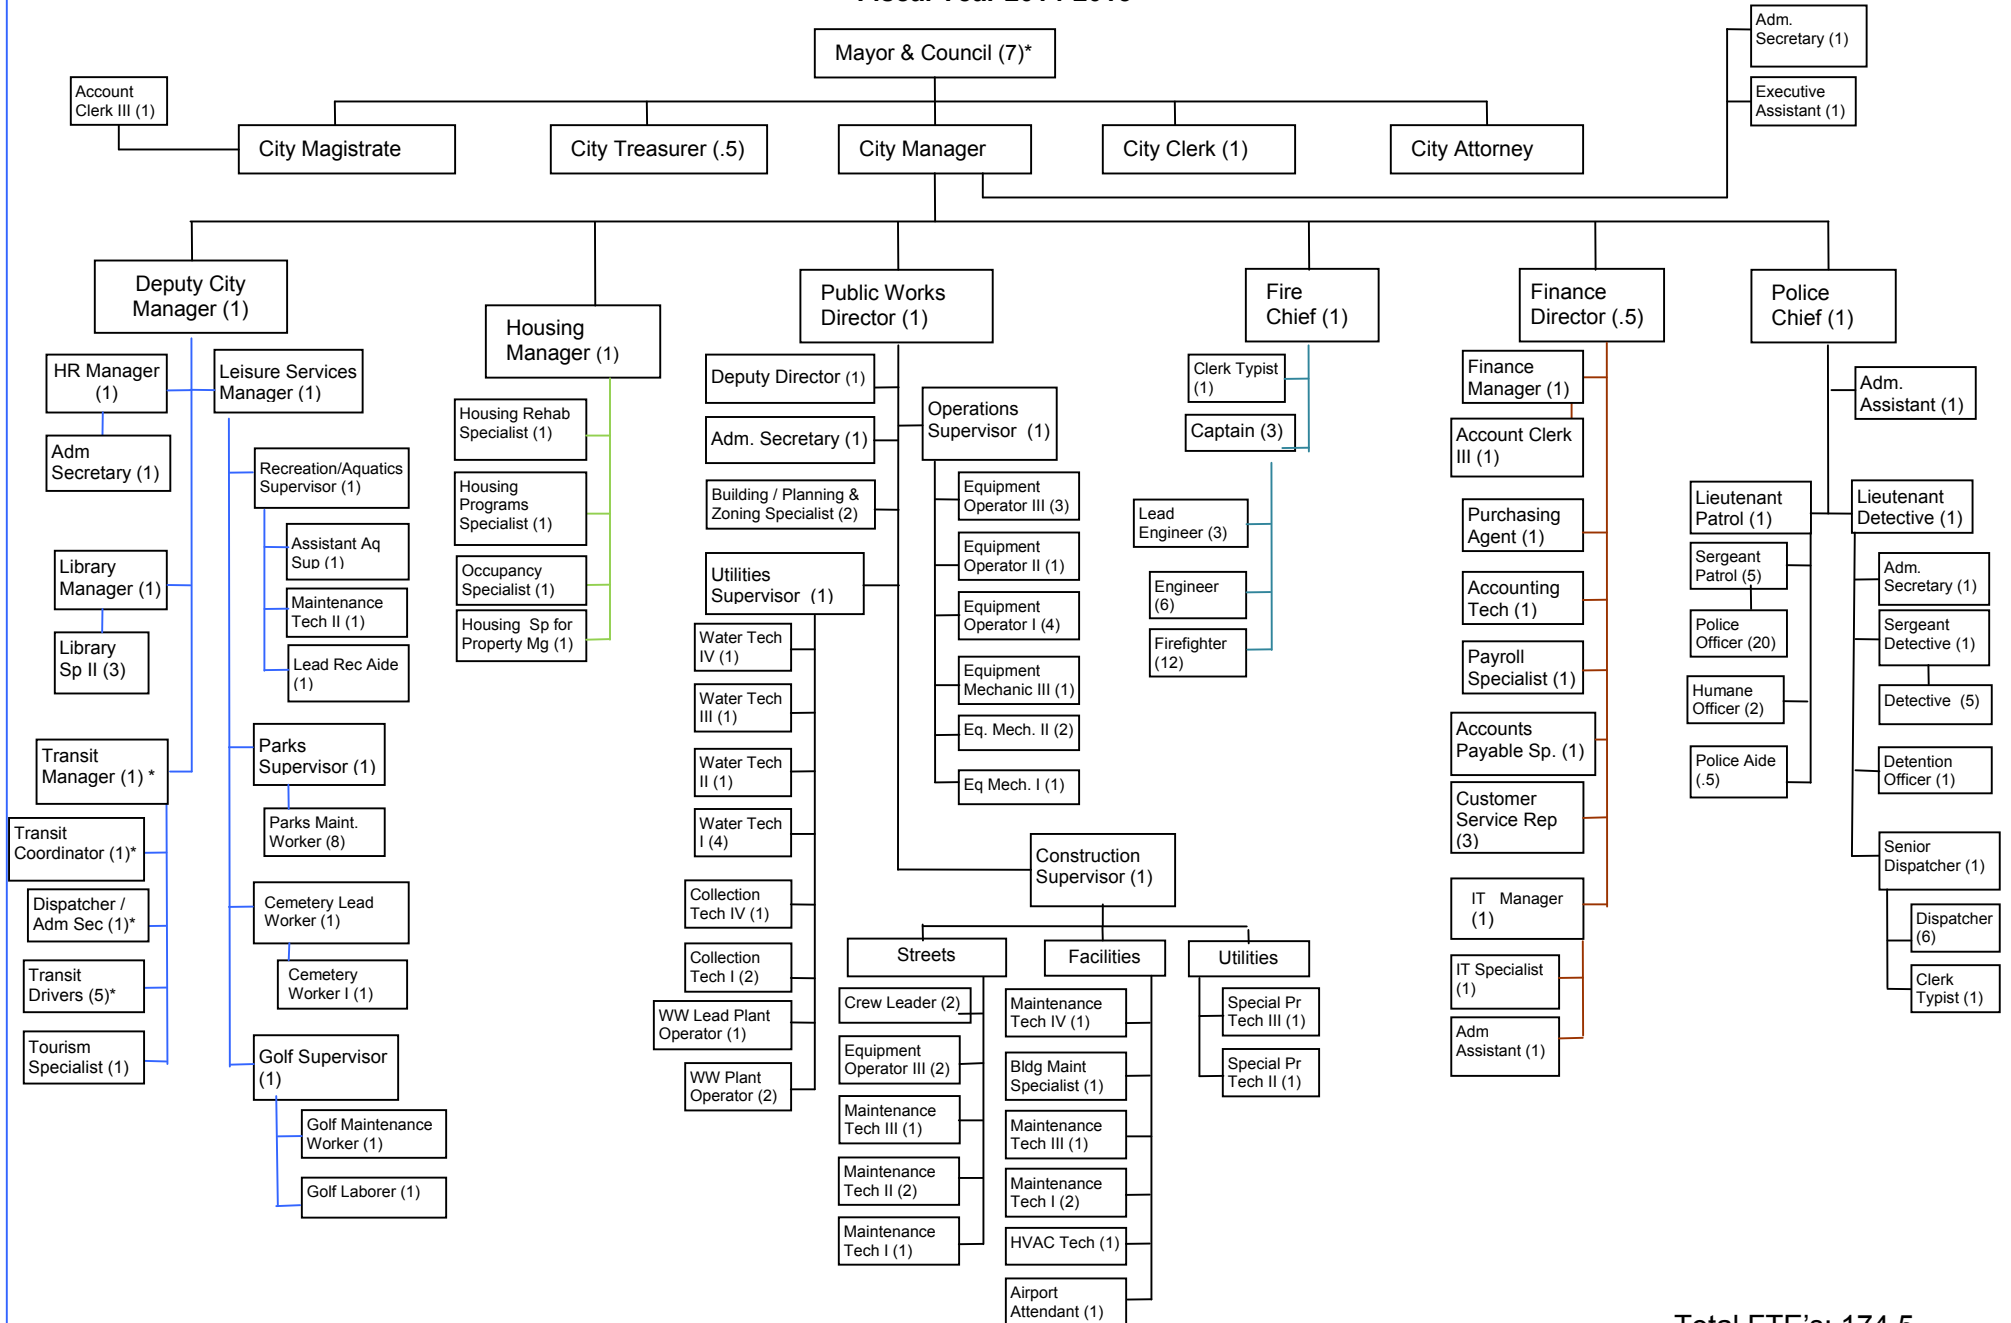 Mayor & Council (7)*
Adm.
Secretary (1)
Executive
Assistant (1)
Account
Clerk III (1)
City Magistrate
City Treasurer (.5)
City Manager
City Clerk (1)
City Attorney
Deputy City
Manager (1)
Housing
Manager (1)
Public Works
Director (1)
Fire
Chief (1)
Finance
Director (.5)
Police
Chief (1)
HR Manager
(1)
Adm
Secretary (1)
Library
Manager (1)
Library
Sp II (3)
Transit
Manager (1) *
Transit
Coordinator (1)*
Dispatcher /
Adm Sec (1)*
Transit
Drivers (5)*
Tourism
Specialist (1)
Leisure Services
Manager (1)
Recreation/Aquatics
Supervisor (1)
Assistant Aq
Sup (1)
Maintenance
Tech II (1)
Lead Rec Aide
(1)
Parks
Supervisor (1)
Parks Maint.
Worker (8)
Cemetery Lead
Worker (1)
Cemetery
Worker I (1)
Golf Supervisor
(1)
Golf Maintenance
Worker (1)
Golf Laborer (1)
Housing Rehab
Specialist (1)
Housing
Programs
Specialist (1)
Occupancy
Specialist (1)
Housing Sp for
Property Mg (1)
Deputy Director (1)
Adm. Secretary (1)
Building / Planning &
Zoning Specialist (2)
Utilities
Supervisor (1)
Water Tech
IV (1)
Water Tech
III (1)
Water Tech
II (1)
Water Tech
I (4)
Collection
Tech IV (1)
Collection
Tech I (2)
WW Lead Plant
Operator (1)
WW Plant
Operator (2)
Operations
Supervisor (1)
Equipment
Operator III (3)
Equipment
Operator II (1)
Equipment
Operator I (4)
Equipment
Mechanic III (1)
Eq. Mech. II (2)
Eq Mech. I (1)
Construction
Supervisor (1)
Streets
Crew Leader (2)
Equipment
Operator III (2)
Maintenance
Tech III (1)
Maintenance
Tech II (2)
Maintenance
Tech I (1)
Facilities
Maintenance
Tech IV (1)
Bldg Maint
Specialist (1)
Maintenance
Tech III (1)
Maintenance
Tech I (2)
HVAC Tech (1)
Airport
Attendant (1)
Utilities
Special Pr
Tech III (1)
Special Pr
Tech II (1)
Clerk Typist
(1)
Captain (3)
Lead
Engineer (3)
Engineer
(6)
Firefighter
(12)
Finance
Manager (1)
Account Clerk
III (1)
Purchasing
Agent (1)
Accounting
Tech (1)
Payroll
Specialist (1)
Accounts
Payable Sp. (1)
Customer
Service Rep
(3)
IT Manager
(1)
IT Specialist
(1)
Adm
Assistant (1)
Adm.
Assistant (1)
Lieutenant
Patrol (1)
Sergeant
Patrol (5)
Police
Officer (20)
Humane
Officer (2)
Police Aide
(.5)
Lieutenant
Detective (1)
Adm.
Secretary (1)
Sergeant
Detective (1)
Detective (5)
Detention
Officer (1)
Senior
Dispatcher (1)
Dispatcher
(6)
Clerk
Typist (1)
Total FTE's: 174.5